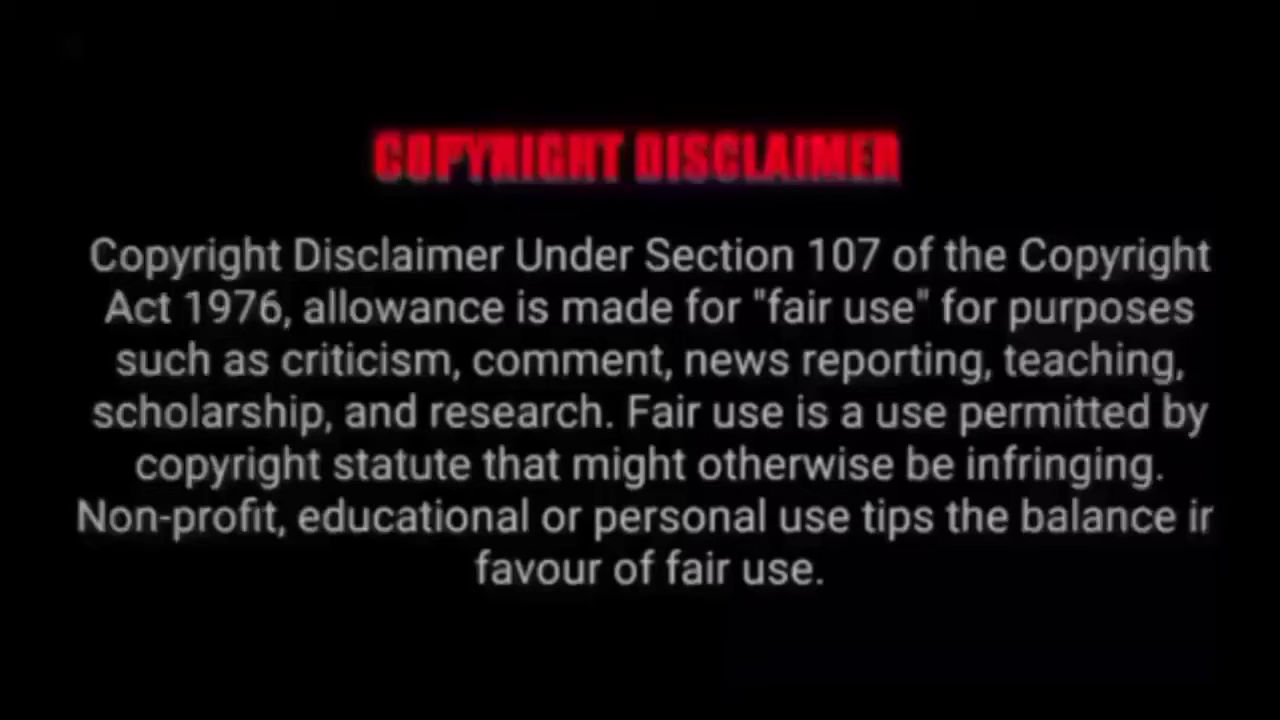 COPYRIGHT DISCLAIMER
Copyright Disclaimer Under Section 107 of the Copyright
Act 1976, allowance is made for "fair use" for purposes
such as criticism, comment, news reporting, teaching,
scholarship, and research. Fair use is a use permitted by
copyright statute that might otherwise be infringing.
Non-profit, educational or personal use tips the balance ir
favour of fair use.